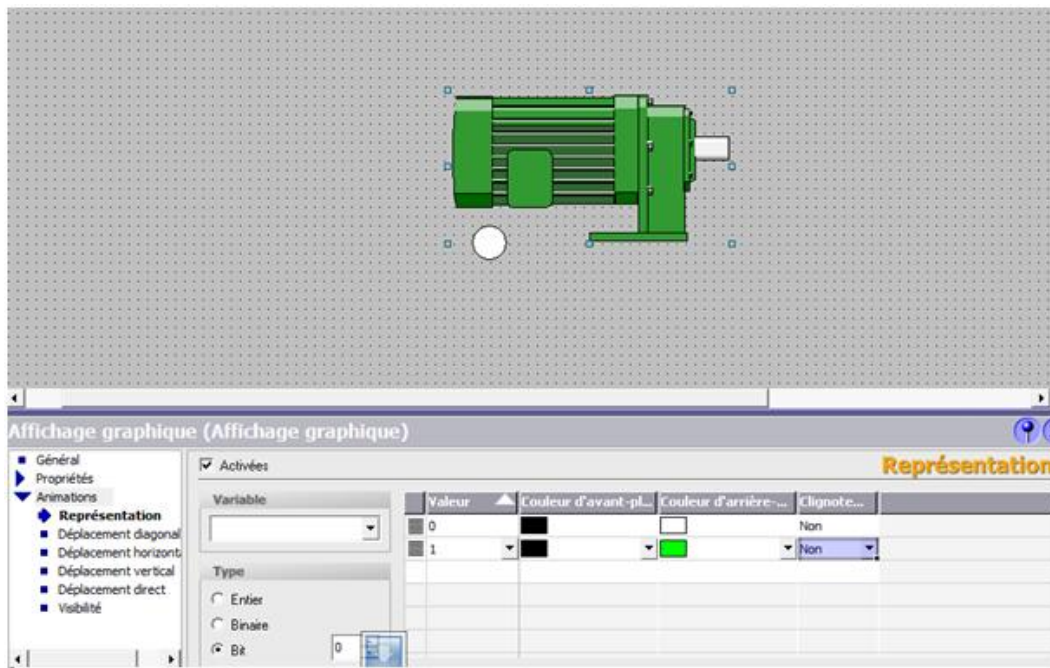 Affichage graphique (Affichage graphique)
Général
Propriétés
Animations
Représentation
Déplacement diagonal
Déplacement horizont
Déplacement vertical
Déplacement direct
Visibilité
Activées
Représentation
Variable
Type
Entier
Binaire
Bit
0
Valeur Couleur d'avant-pl... Couleur d'arrière-... Clignote...
0 Non
1 Non